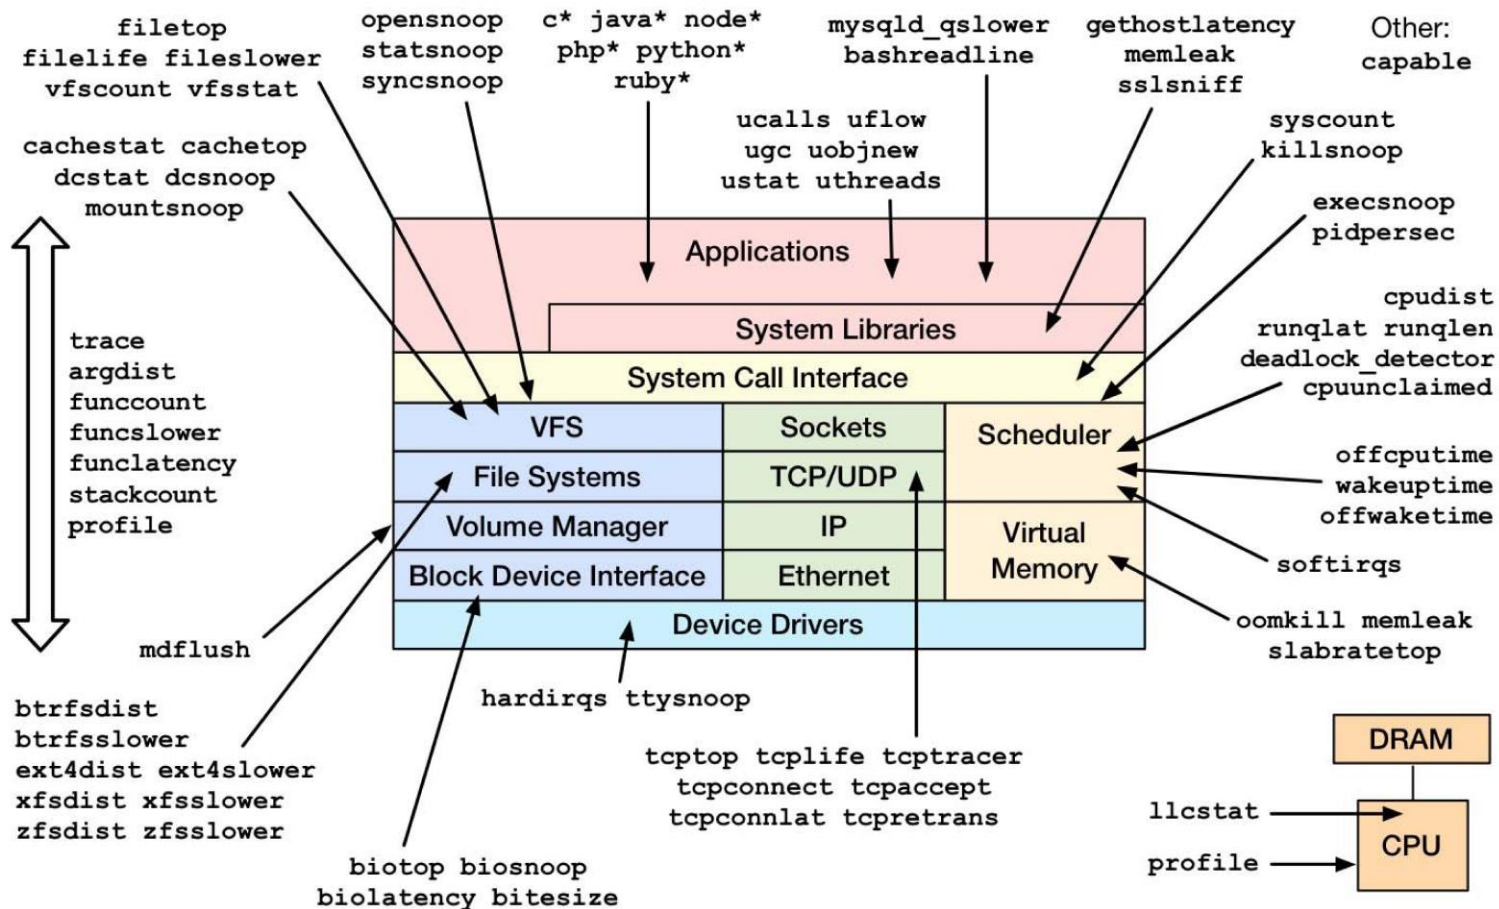 filetop
filelife fileslower
vfscount vfsstat
opensnoop
statsnoop
syncsnoop
c* java* node*
php* python*
ruby*
mysqld_qslower
bashreadline
gethostlatency
memleak
sslsniff
Other:
capable
cachestat cachetop
dcstat dcsnoop
mountsnoop
ucalls uflow
ugc uobjnew
ustat uthreads
syscount
killsnoop
execsnoop
pidpersec
cpudist
runqlat runqlen
deadlock_detector
cpuunclaimed
offcputime
wakeuptime
offwaketime
softirqs
oomkill memleak
slabratetop
trace
argdist
funccount
funcslower
funclatency
stackcount
profile
Applications
System Libraries
System Call Interface
VFS
Sockets
Scheduler
File Systems
TCP/UDP
Volume Manager
IP
Virtual
Memory
Block Device Interface
Ethernet
Device Drivers
mdflush
btrfsdist
btrfsslower
ext4dist ext4slower
xfsdist xfsslower
zfsdist zfsslower
hardirqs ttysnoop
biotop biosnoop
biolatency bitesize
tcptop tcplife tcptracer
tcpconnect tcpaccept
tcpconnlat tcpretrans
DRAM
llcstat
CPU
profile